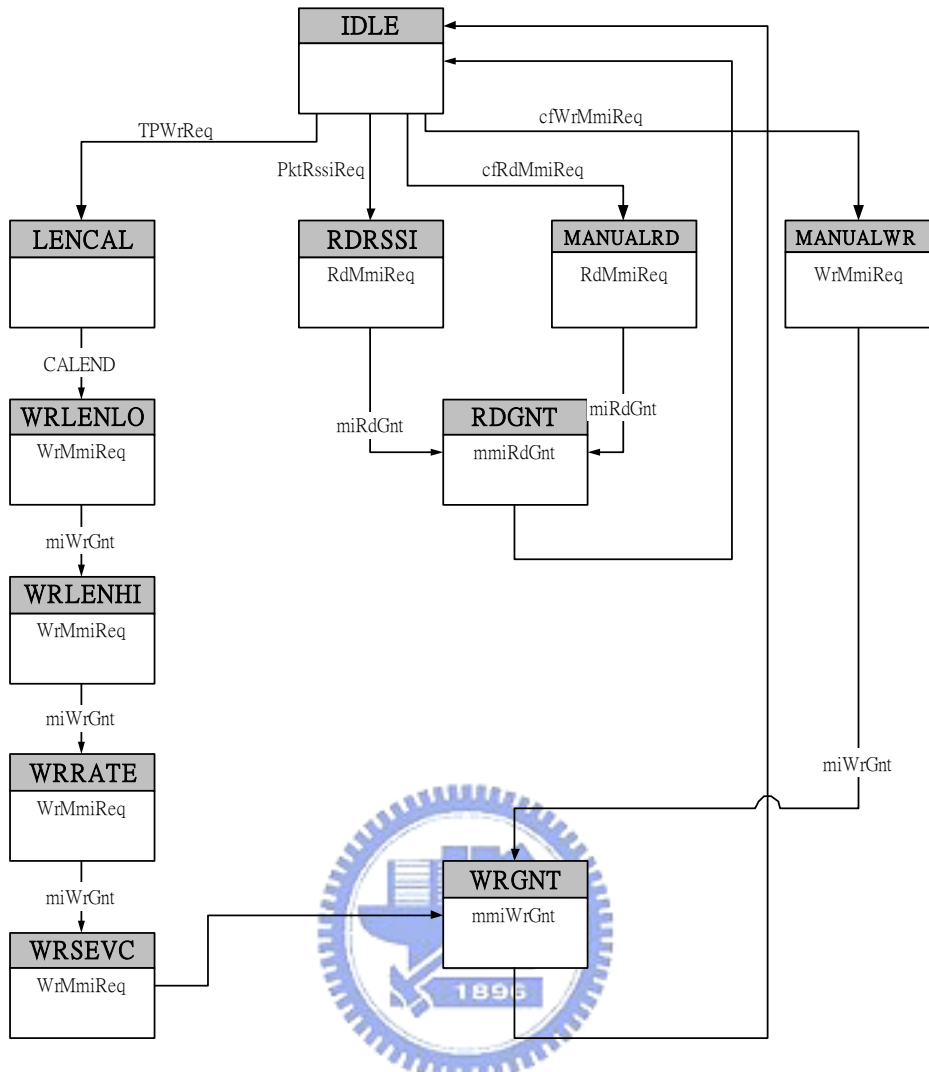 IDLE
TPWrReq
cfWrMmiReq
PktRssiReq
cfRdMmiReq
LENCAL
RDRSSI
RdMmiReq
MANUALRD
RdMmiReq
MANUALWR
WrMmiReq
CALEND
WRLENLO
WrMmiReq
miRdGnt
RDGNT
mmiRdGnt
miRdGnt
miWrGnt
WRLENHI
WrMmiReq
miWrGnt
WRRATE
WrMmiReq
miWrGnt
miWrGnt
WRGNT
mmiWrGnt
WRSEVC
WrMmiReq
1896